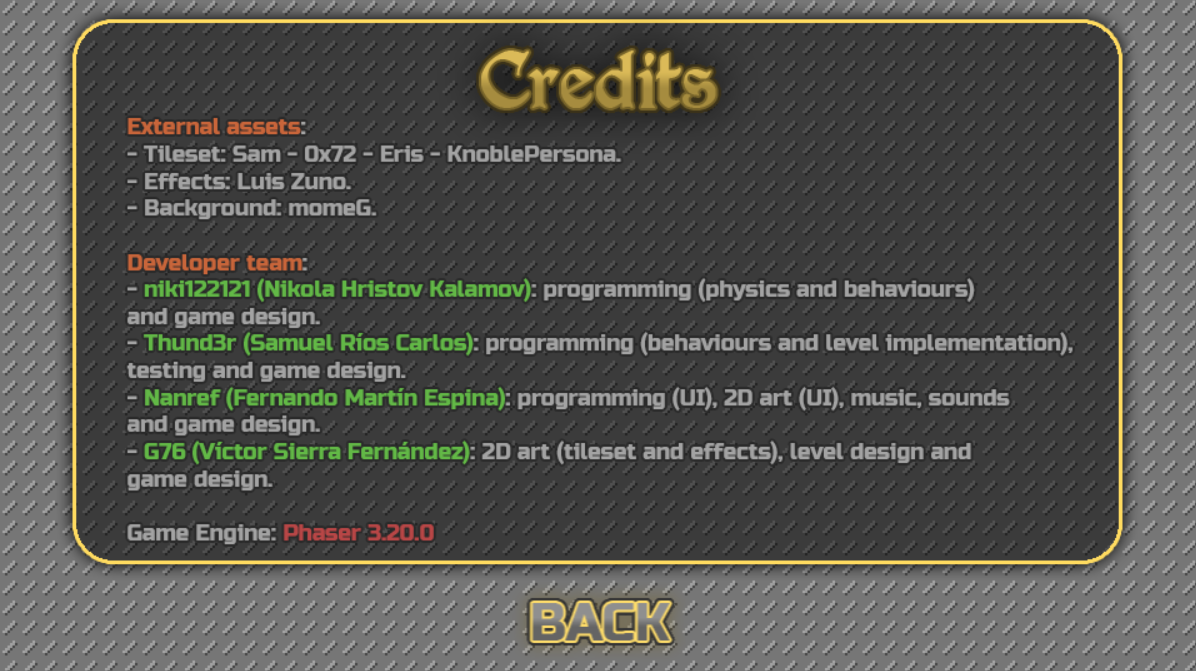 Credits
External assets:
- Tileset: Sam - 0x72 - Eris - KnoblePersona.
- Effects: Luis Zuno.
- Background: momeG.
Developer team:
- niki122121 (Nikola Hristov Kalamov): programming (physics and behaviours)
and game design.
- Thund3r (Samuel Ríos Carlos): programming (behaviours and level implementation),
testing and game design.
- Nanref (Fernando Martín Espina): programming (UI), 2D art (UI), music, sounds
and game design.
- G76 (Víctor Sierra Fernández): 2D art (tileset and effects), level design and
game design.
Game Engine: Phaser 3.20.0
BACK